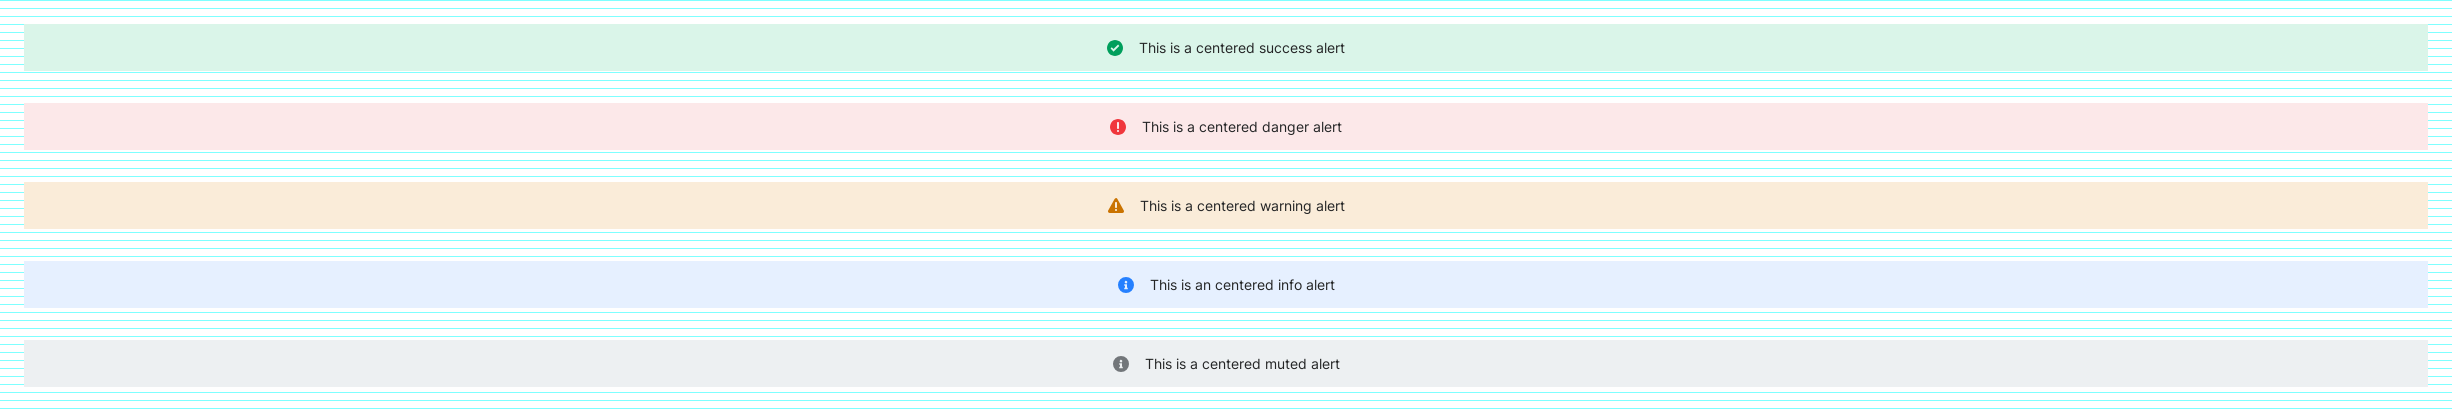 This is a centered success alert
This is a centered danger alert
This is a centered warning alert
This is an centered info alert
This is a centered muted alert